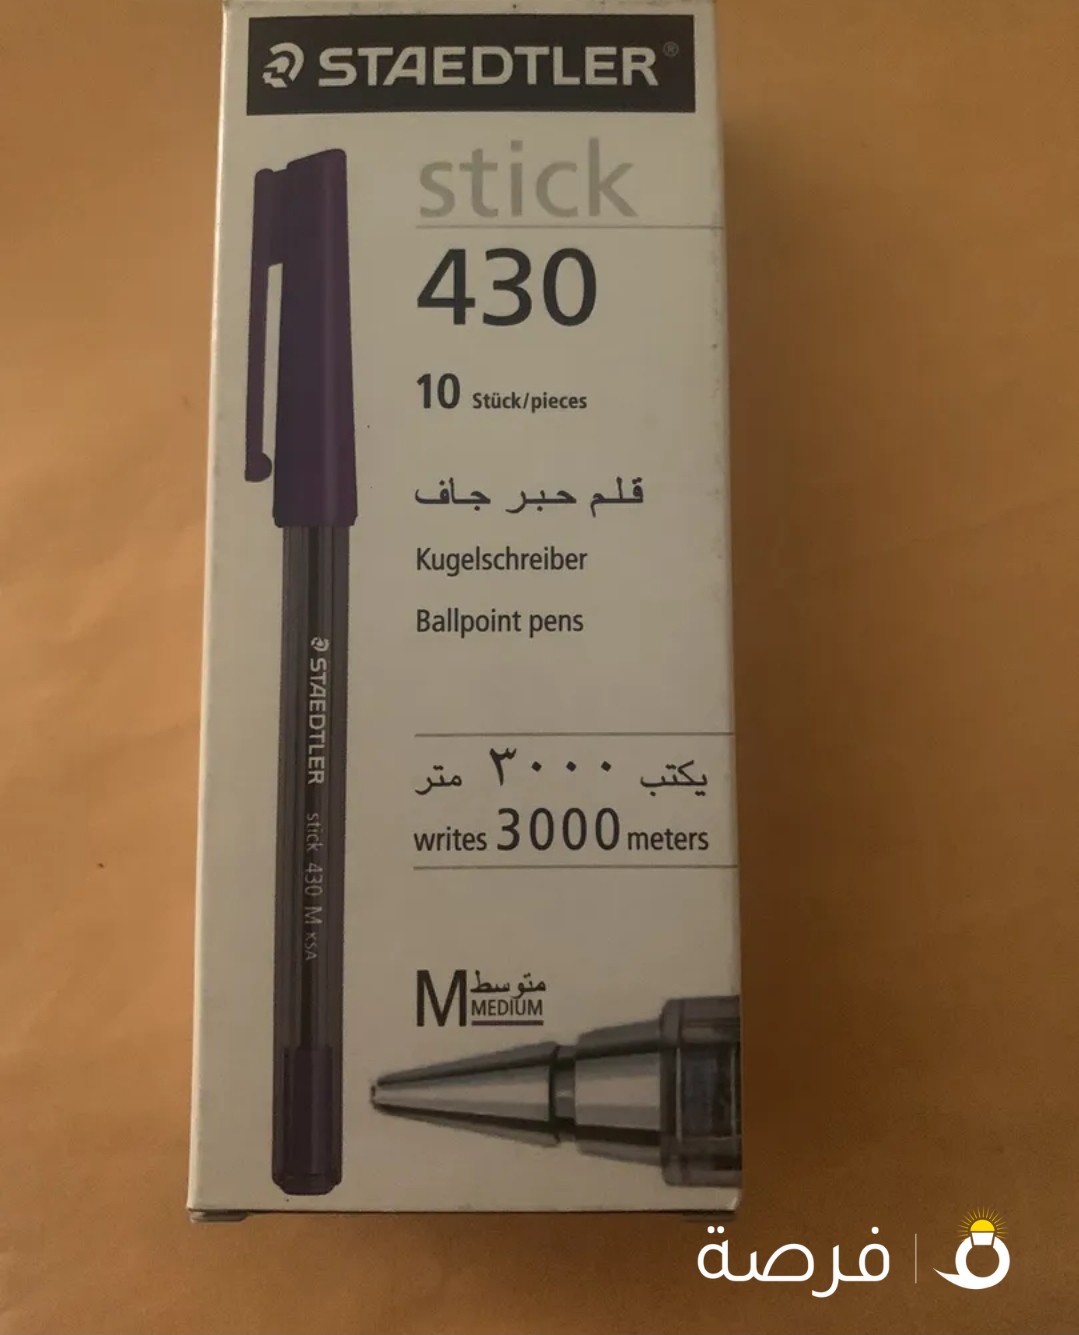 STAEDTLER®
stick
430
10 Stück/pieces
قلم حبر جاف
Kugelschreiber
Ballpoint pens
STAEDTLER stick 430 M KSA
يكتب ٣٠٠٠ متر
writes 3000 meters
M متوسط
MEDIUM
فرصة